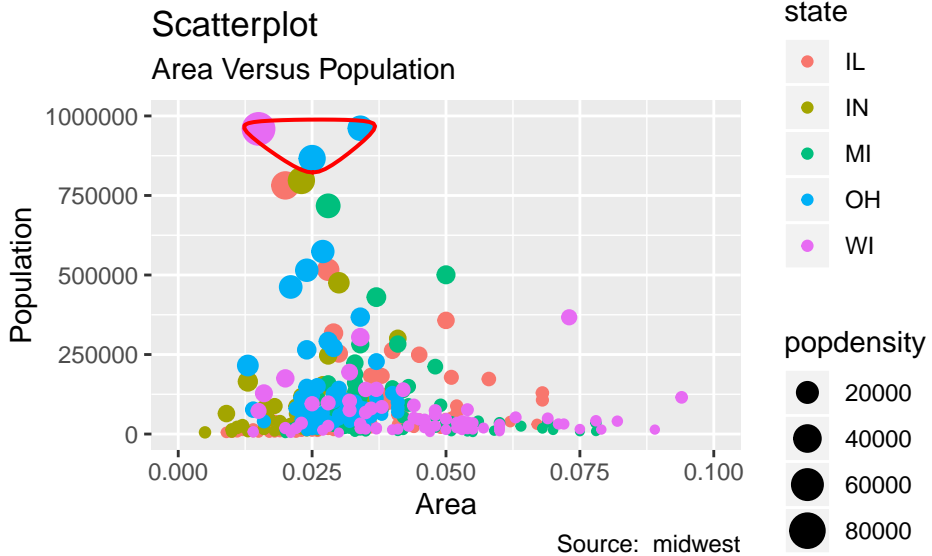 Scatterplot
Area Versus Population
Population
1000000
750000
500000
250000
0
0.000 0.025 0.050 0.075 0.100
Area
Source: midwest
state
IL
IN
MI
OH
WI
popdensity
20000
40000
60000
80000